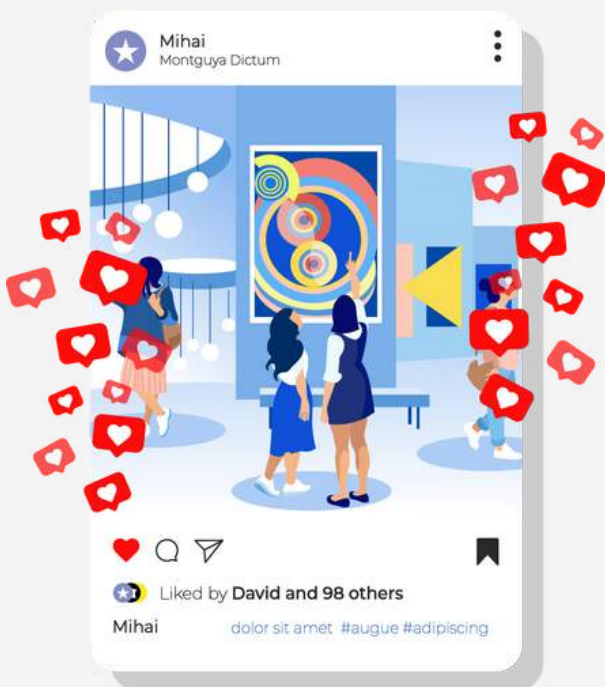 Mihai
Montguya Dictum
Liked by David and 98 others
Mihai dolor sit amet #augue #adipiscing